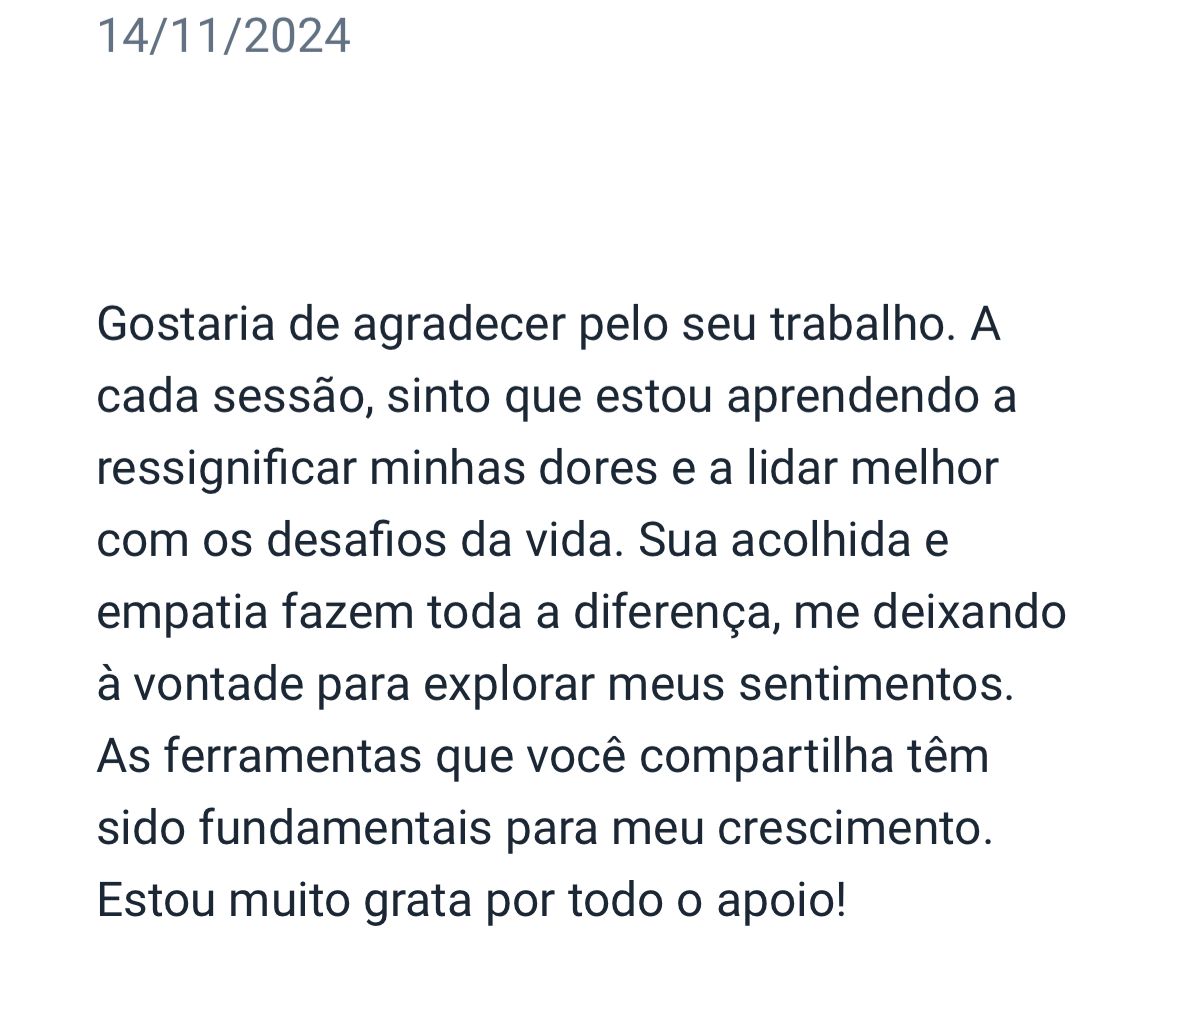 14/11/2024
Gostaria de agradecer pelo seu trabalho. A
cada sessão, sinto que estou aprendendo a
ressignificar minhas dores e a lidar melhor
com os desafios da vida. Sua acolhida e
empatia fazem toda a diferença, me deixando
à vontade para explorar meus sentimentos.
As ferramentas que você compartilha têm
sido fundamentais para meu crescimento.
Estou muito grata por todo o apoio!